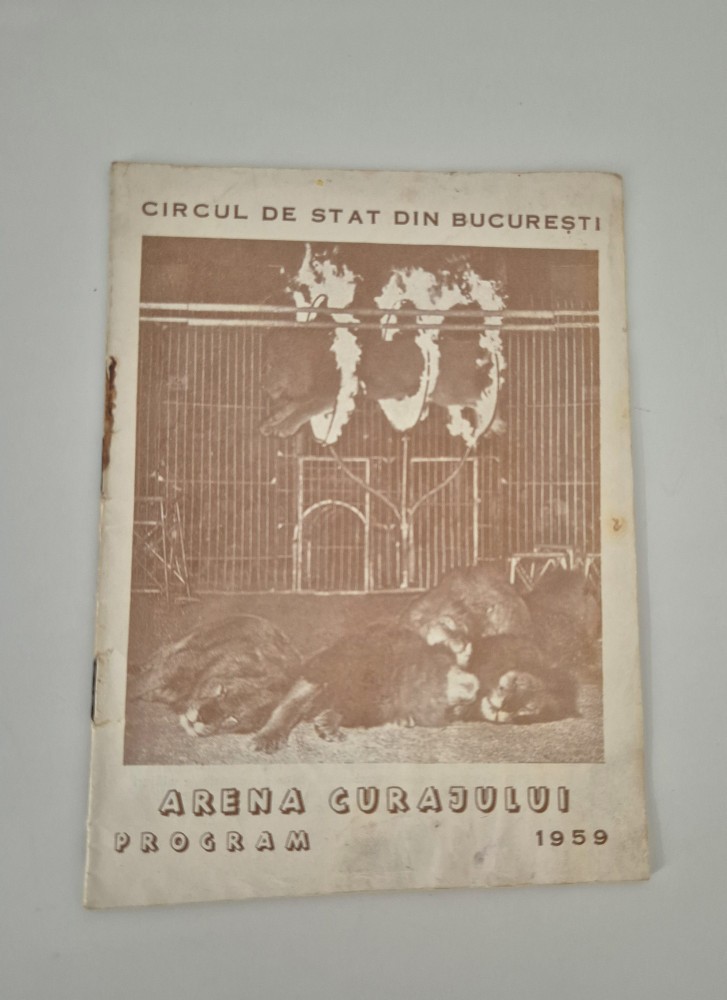 CIRCUL DE STAT DIN BUCUREȘTI
ARENA CURAJULUI
PROGRAM 1959